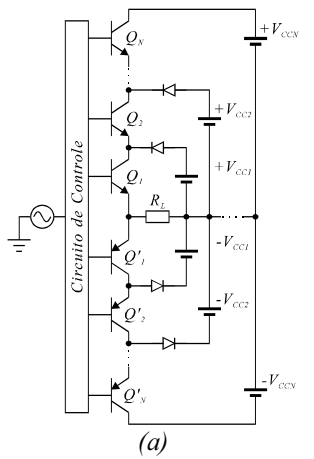 Circuito de Controle
Q_N
+V_CCN
Q_2
+V_CC2
Q_1
+V_CC1
R_L
-V_CC1
Q'_1
-V_CC2
Q'_2
-V_CCN
Q'_N
(a)